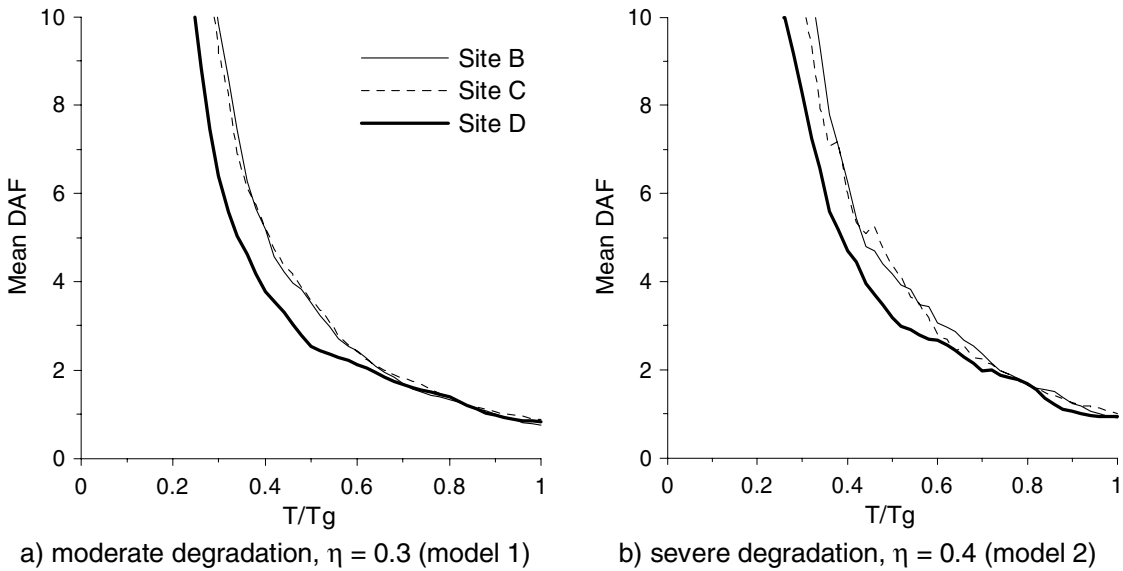 10
8
6
4
2
0
Mean DAF
0
0.2
0.4
0.6
0.8
1
T/Tg
Site B
Site C
Site D
a) moderate degradation, η = 0.3 (model 1)
10
8
6
4
2
0
Mean DAF
0
0.2
0.4
0.6
0.8
1
T/Tg
b) severe degradation, η = 0.4 (model 2)